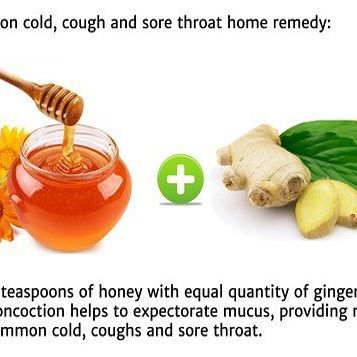 on cold, cough and sore throat home remedy:
teaspoons of honey with equal quantity of ginger
oncoction helps to expectorate mucus, providing
mmon cold, coughs and sore throat.